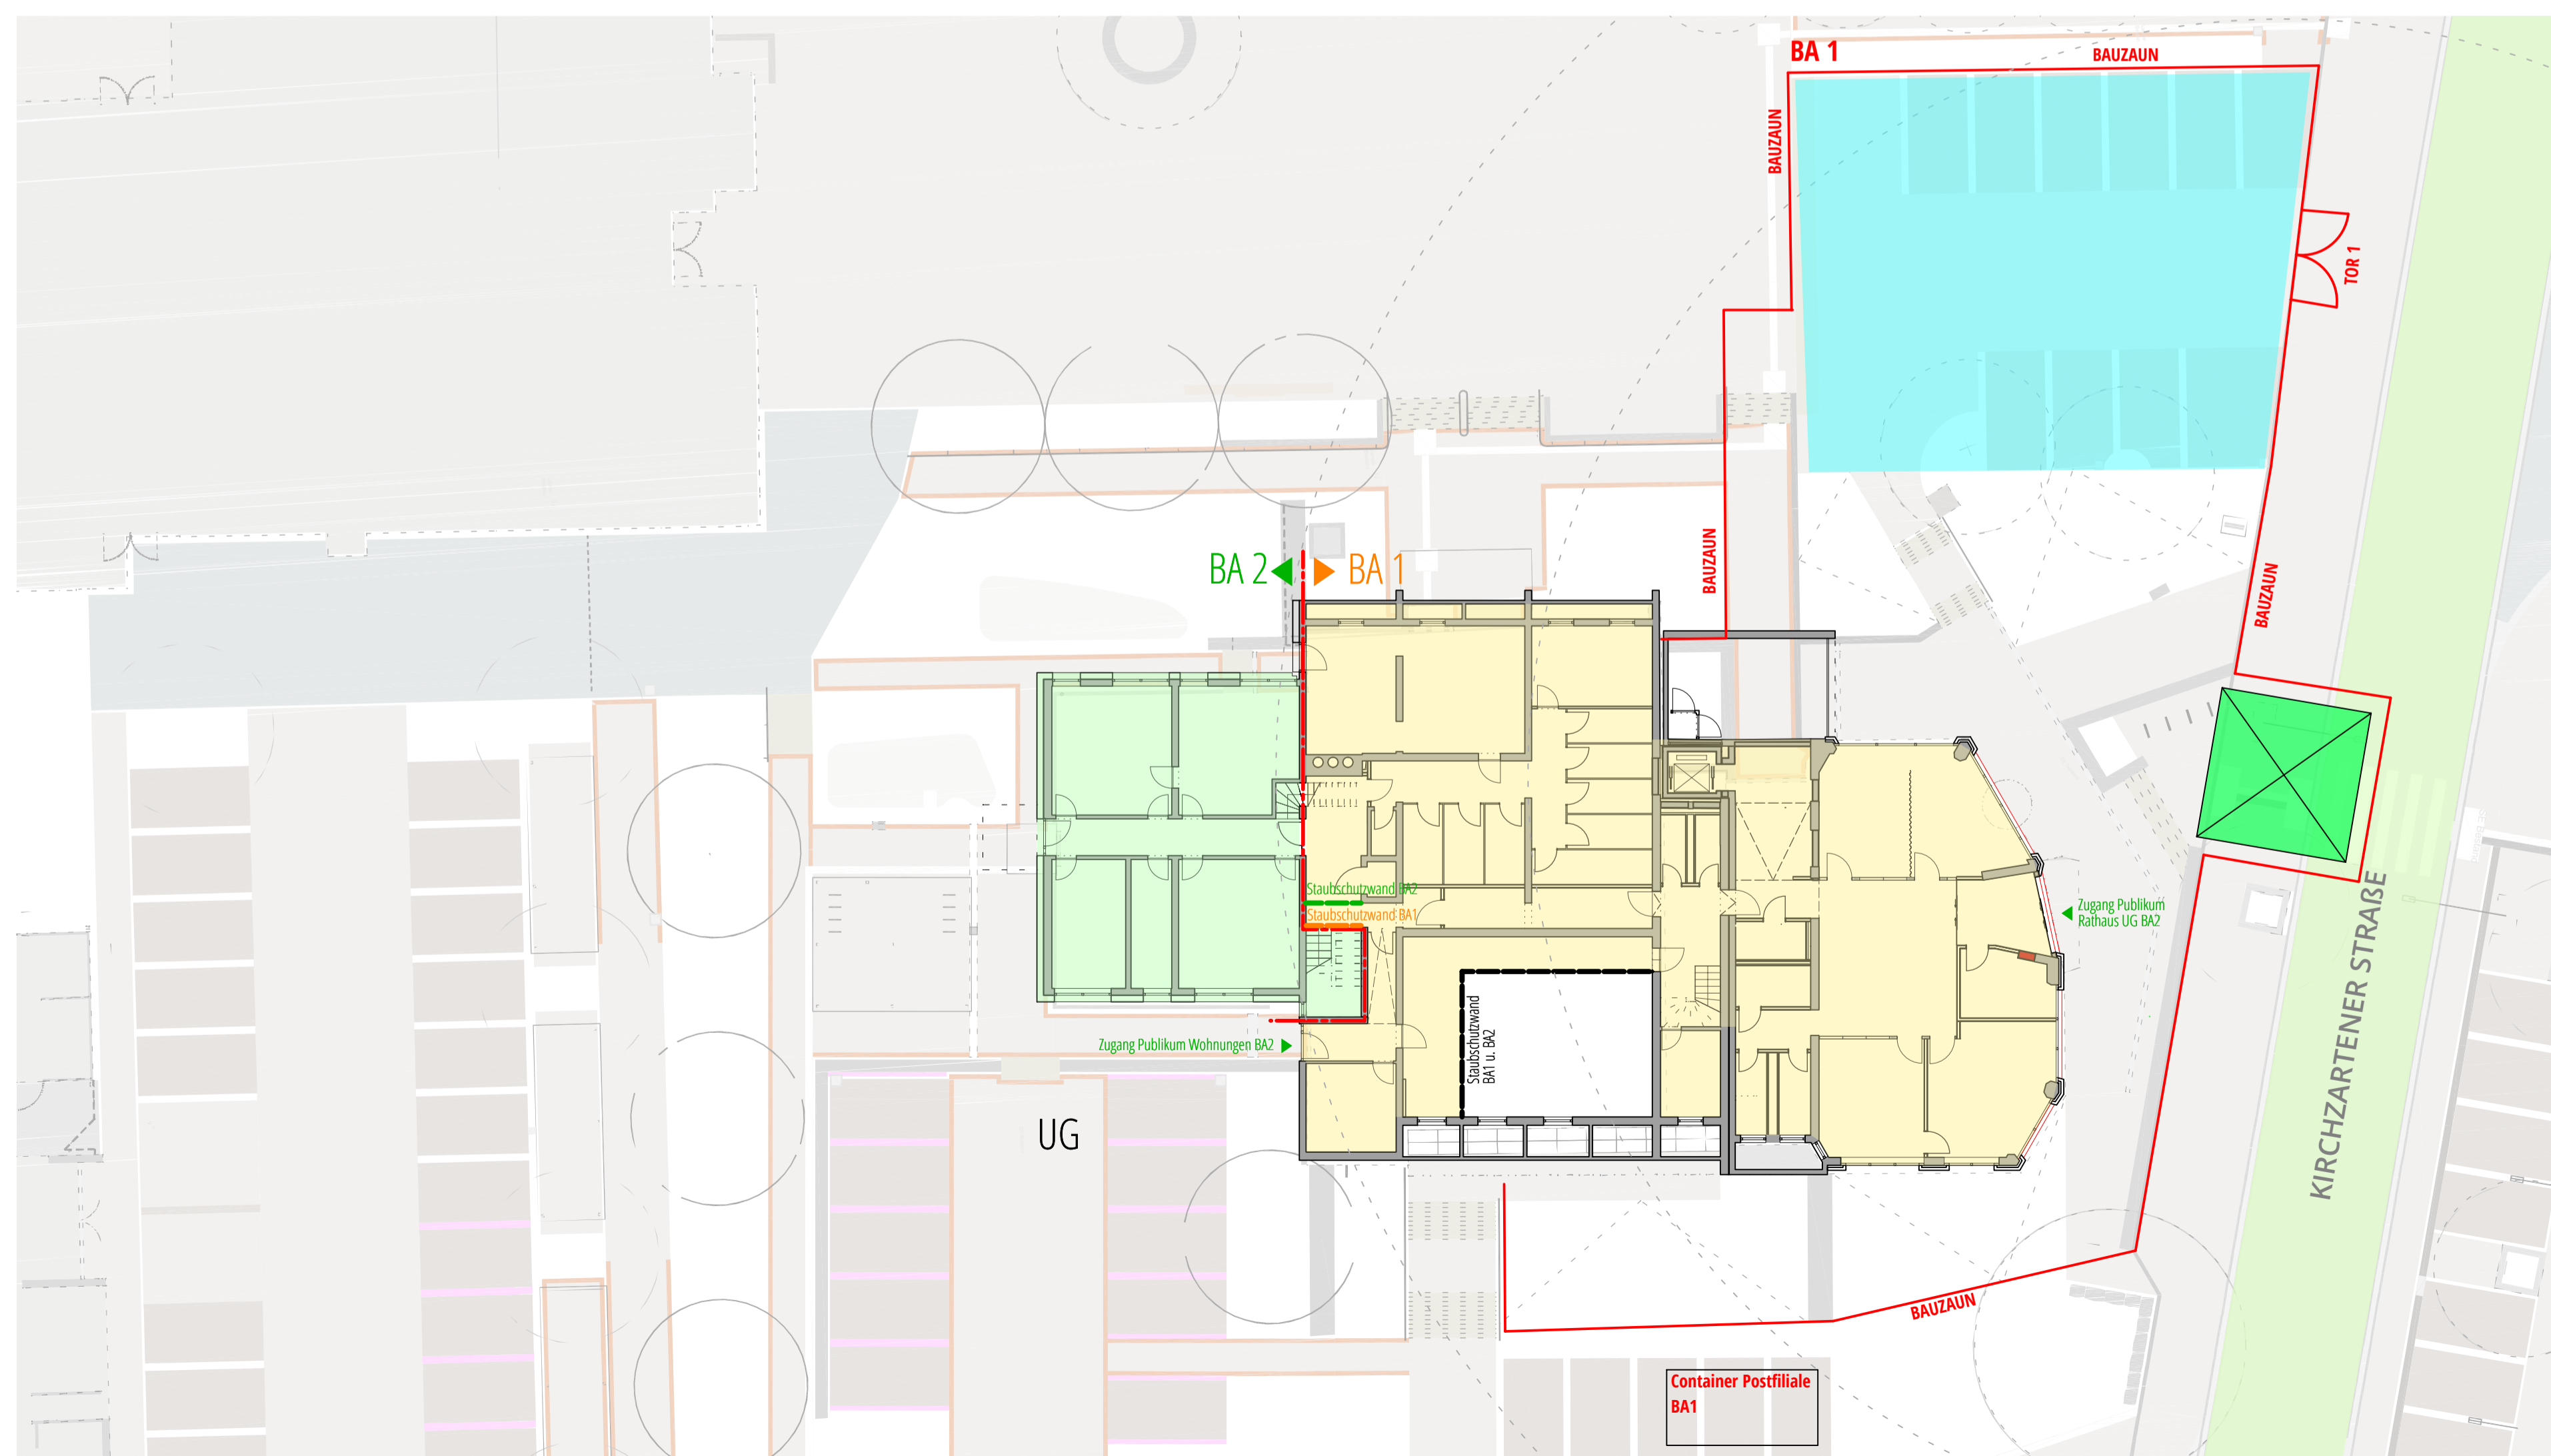 BA 1
BAUZAUN
BAUZAUN
TOR 1
BAUZAUN
BA 2
BA 1
BAUZAUN
Staubschutzwand BA2
Staubschutzwand BA1
Zugang Publikum
Rathaus UG BA2
Staubschutzwand
BA1 u. BA2
Zugang Publikum Wohnungen BA2
KIRCHZARTENER STRAßE
UG
BAUZAUN
Container Postfiliale
BA1